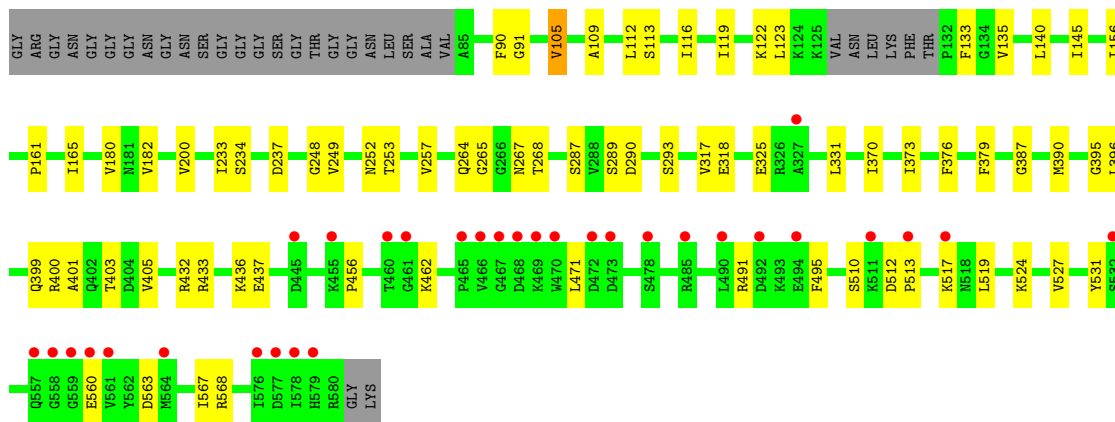 GLY ARG GLY ASN GLY GLY GLY ASN GLY ASN SER GLY GLY GLY SER GLY THR GLY GLY ASN LEU SER ALA VAL A85 F90 G91 V105 A109 L112 S113 I116 I119 K122 L123 K124 K125 VAL ASN LEU LYS PHE THR P132 F133 G134 V135 L140 I145
P161 I165 V180 N181 V182 V200 I233 S234 D237 G248 V249 N252 T253 V257 Q264 G265 G266 N267 T268 S287 V288 S289 D290 S293 V317 E318 E325 R326 A327 L331 I370 I373 F376 F379 G387 M390 G395
Q399 R400 A401 Q402 T403 D404 V405 R432 R433 K436 E437 D445 K455 P456 T460 G461 K462 P465 V466 G467 D468 K469 W470 L471 D472 D473 S478 R485 L490 R491 D492 K493 E494 F495 S510 K511 D512 P513 K517 N518 L519 K524 V527 Y531
Q557 G558 G559 E560 V561 Y562 D563 M564 I567 R568 I576 D577 I578 H579 R580 GLY LYS